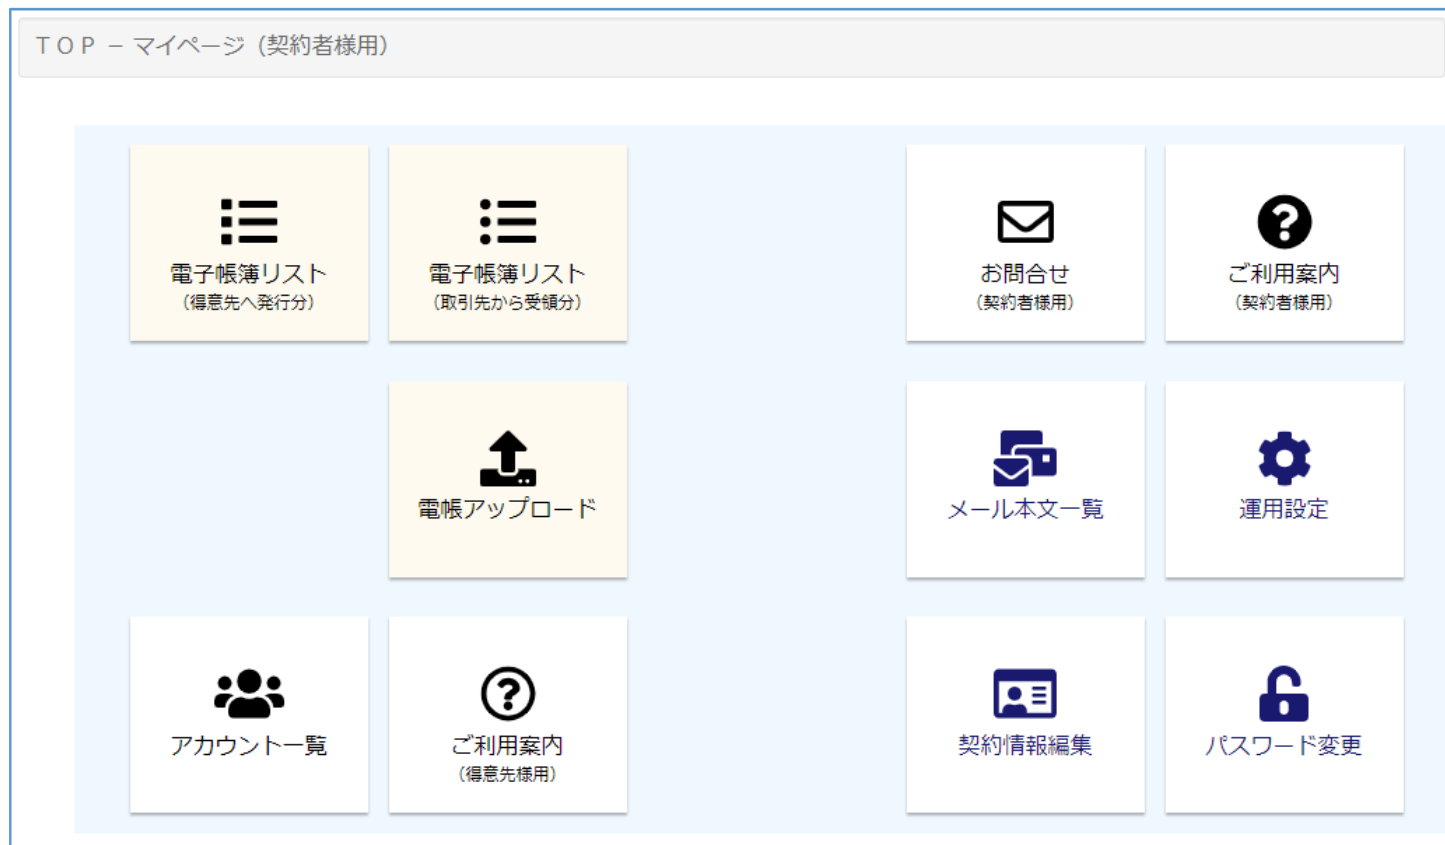 ＴＯＰ － マイページ（契約者様用）
電子帳簿リスト
（得意先へ発行分）
電子帳簿リスト
（取引先から受領分）
お問合せ
（契約者様用）
ご利用案内
（契約者様用）
電帳アップロード
メール本文一覧
運用設定
アカウント一覧
ご利用案内
（得意先様用）
契約情報編集
パスワード変更